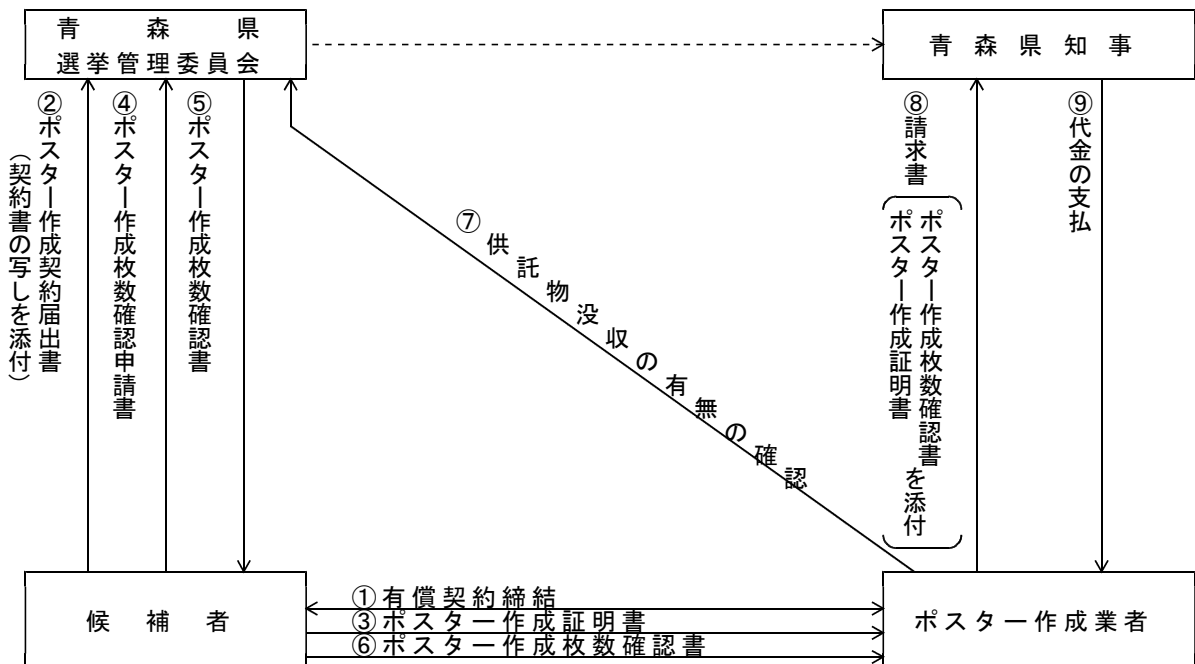 青森県
選挙管理委員会
青森県知事
②ポスター作成契約届出書
（契約書の写しを添付）
④ポスター作成枚数確認申請書
⑤ポスター作成枚数確認書
⑦供託物没収の有無の確認
⑧請求書
ポスター作成枚数確認書
ポスター作成証明書
を添付
⑨代金の支払
候補者
①有償契約締結
③ポスター作成証明書
⑥ポスター作成枚数確認書
ポスター作成業者